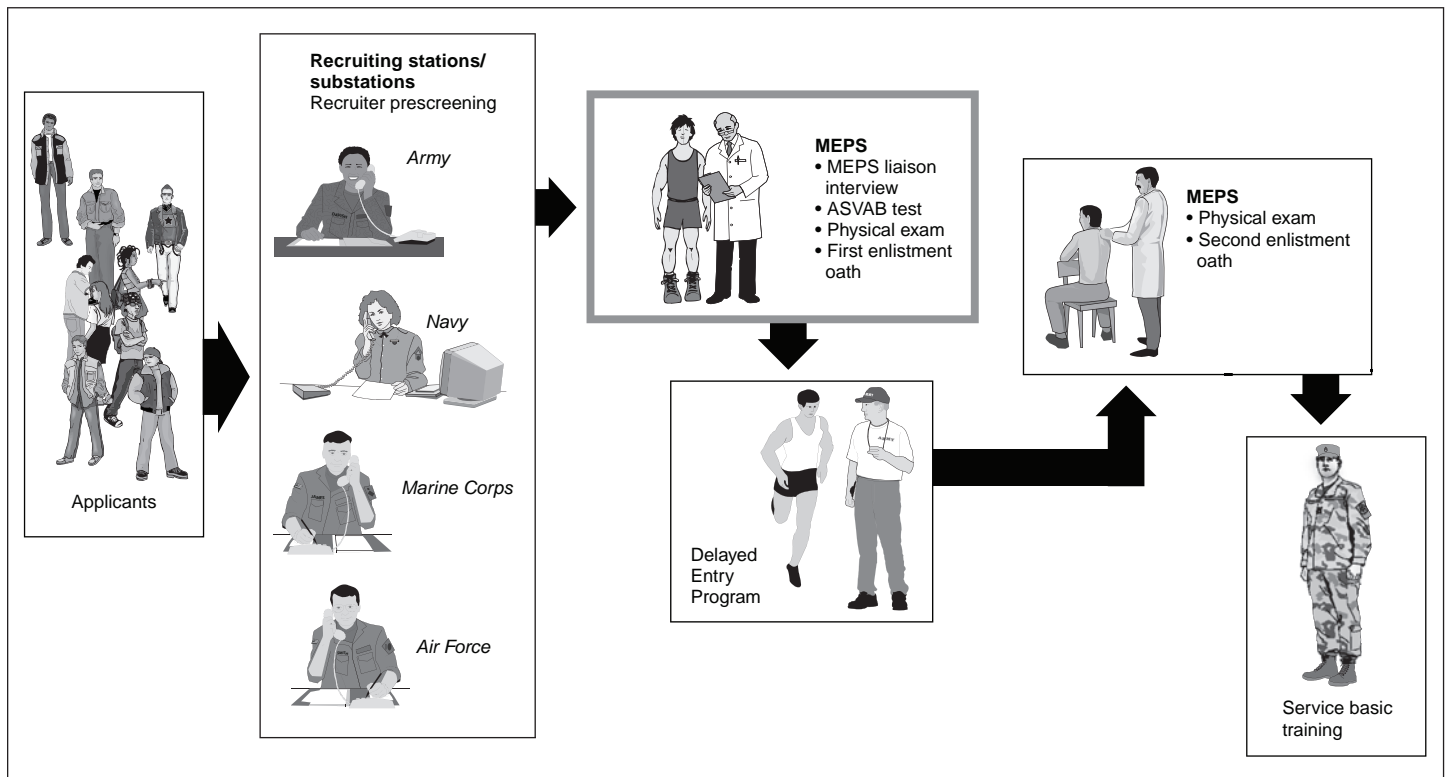 Applicants
Recruiting stations/
substations
Recruiter prescreening
Army
Navy
Marine Corps
Air Force
MEPS
• MEPS liaison
interview
• ASVAB test
• Physical exam
• First enlistment
oath
Delayed
Entry
Program
MEPS
• Physical exam
• Second enlistment
oath
Service basic
training